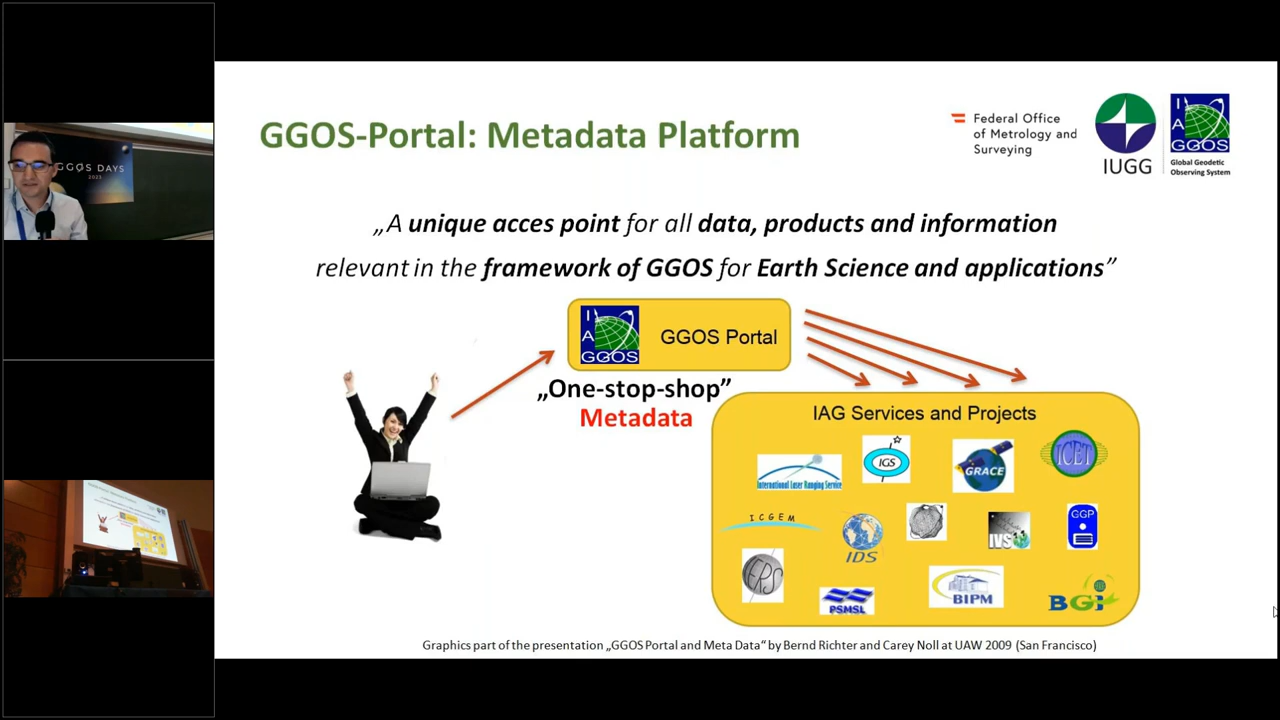 GGOS DAYS
GGOS-Portal: Metadata Platform
Federal Office
of Metrology and
Surveying
IUGG
I
A
GGOS
Global Geodetic
Observing System
„A unique acces point for all data, products and information
relevant in the framework of GGOS for Earth Science and applications”
I
A
GGOS
GGOS Portal
„One-stop-shop”
Metadata
IAG Services and Projects
International Laser Ranging Service
IGS
GRACE
ICET
ICGEM
IDS
IVS
GGP
IERS
PSMSL
BIPM
BGi
Graphics part of the presentation „GGOS Portal and Meta Data“ by Bernd Richter and Carey Noll at UAW 2009 (San Francisco)